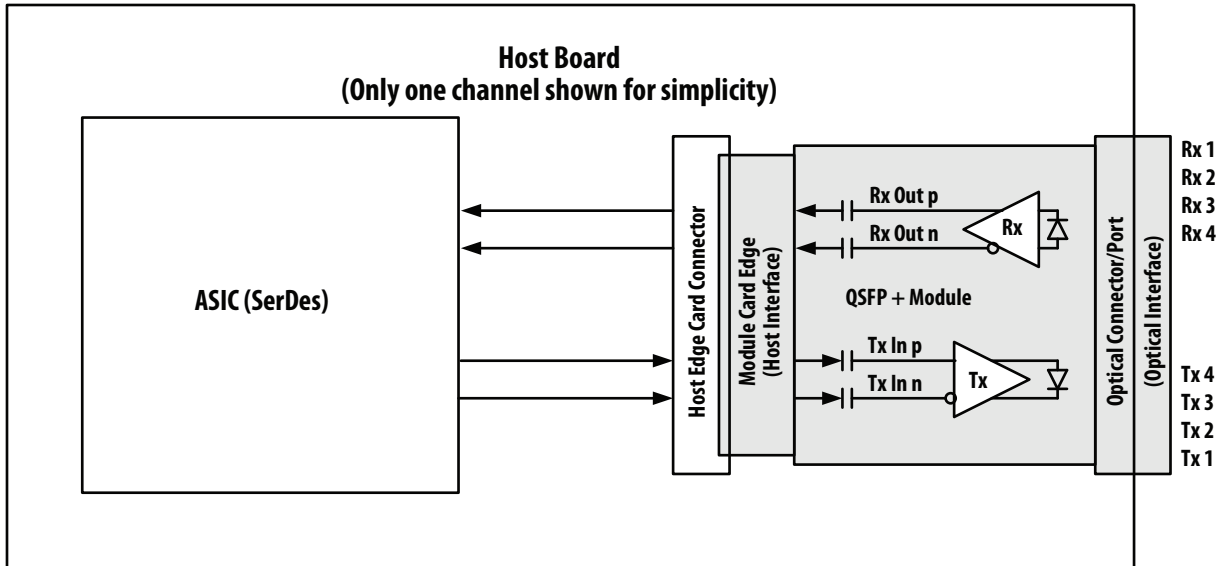 Host Board
(Only one channel shown for simplicity)
ASIC (SerDes)
Host Edge Card Connector
Module Card Edge
(Host Interface)
Rx Out p
Rx Out n
Rx
QSFP + Module
Tx In p
Tx In n
Tx
Optical Connector/Port
(Optical Interface)
Rx 1
Rx 2
Rx 3
Rx 4
Tx 4
Tx 3
Tx 2
Tx 1